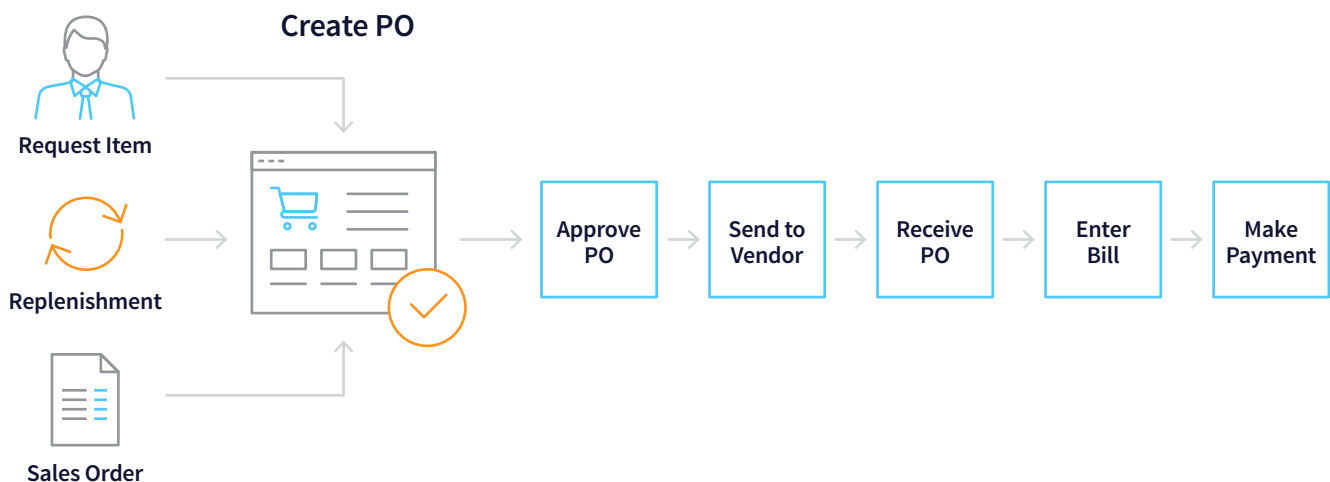 Create PO
Request Item
Replenishment
Sales Order
Approve
PO
Send to
Vendor
Receive
PO
Enter
Bill
Make
Payment